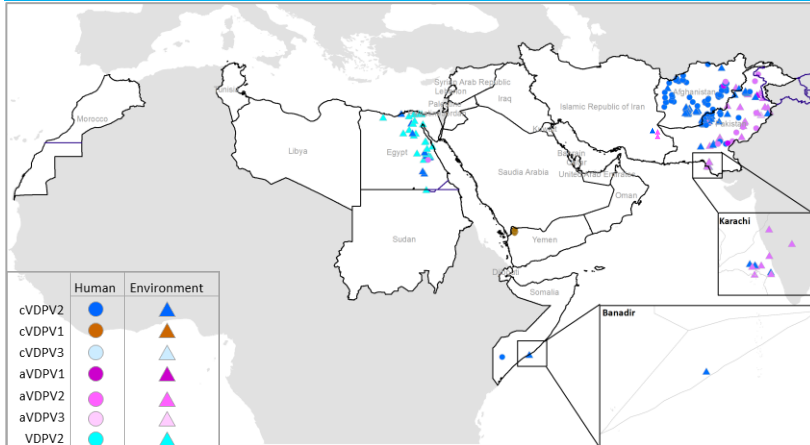 Tunisia
Syrian Arab Republic
Lebanon
Afghanistan
Morocco
Iraq
Islamic Republic of Iran
Pakistan
Libya
Egypt
Bahrain
Saudi Arabia
United Arab Emirates
Oman
Karachi
Sudan
Yemen
Djibouti
Somalia
Human Environment
cVDPV2
cVDPV1
cVDPV3
aVDPV1
aVDPV2
aVDPV3
VDPV2
Banadir